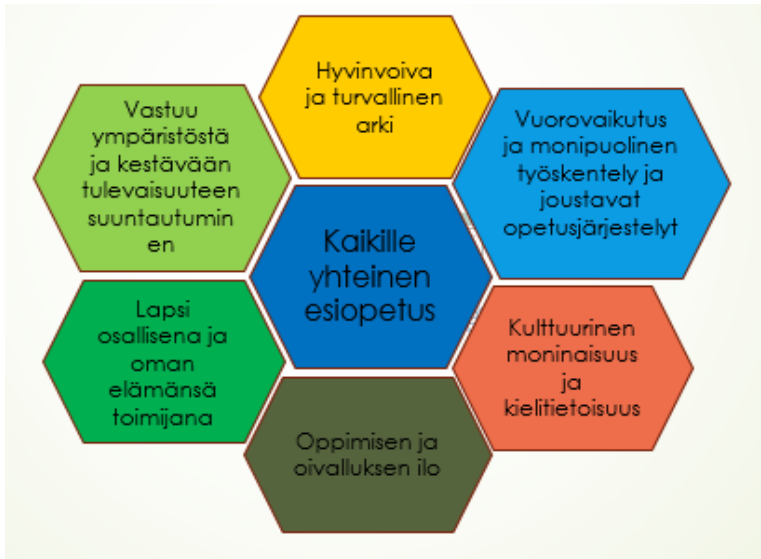 Hyvinvoiva
ja turvallinen
arki
Vastuu
ympäristöstä
ja kestävään
tulevaisuuteen
suuntautumin
en
Vuorovaikutus
ja monipuolinen
työskentely ja
joustavat
opetusjärjestelyt
Kaikille
yhteinen
esiopetus
Lapsi
osallisena ja
oman
elämänsä
toimijana
Kulttuurinen
moninaisuus
ja
kielitietoisuus
Oppimisen ja
oivalluksen ilo